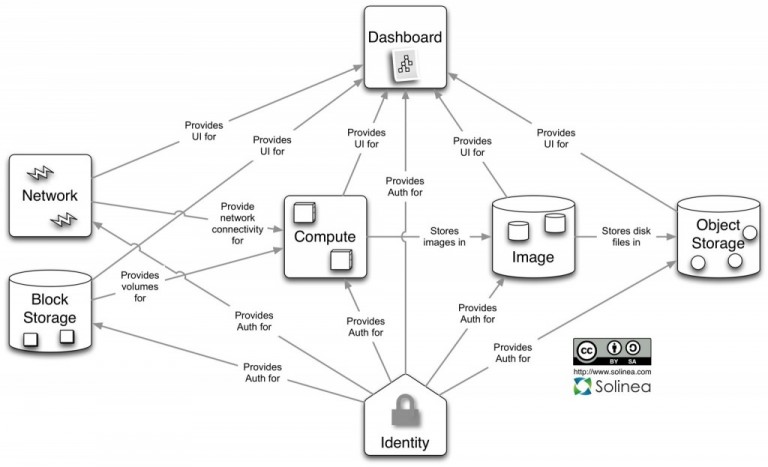 Dashboard
Provides
UI for
Provides
UI for
Provides
UI for
Provides
UI for
Provides
UI for
Network
Provides
Auth for
Provide
network
connectivity
for
Compute
Stores
images in
Image
Stores disk
files in
Object
Storage
Block
Storage
Provides
volumes
for
Provides
Auth for
Provides
Auth for
Provides
Auth for
Provides
Auth for
Provides
Auth for
cc
BY SA
http://www.solinea.com
Solinea
Identity